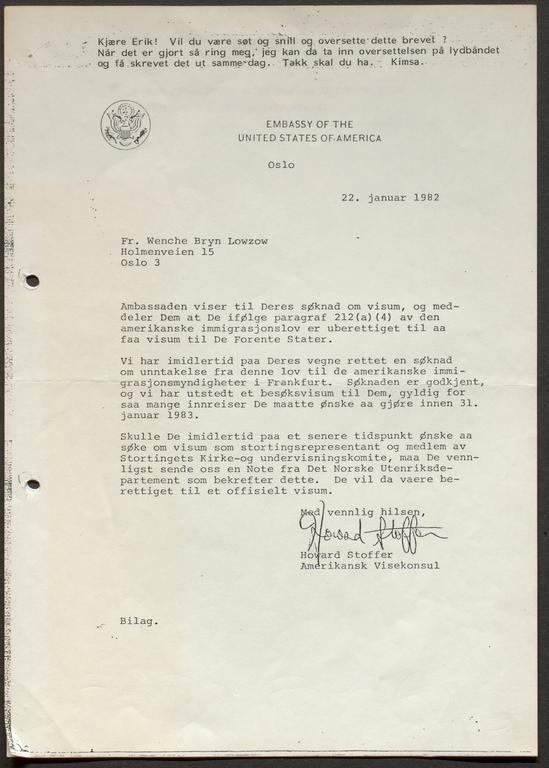 Kjære Erik! Vil du være søt og snill og oversette dette brevet ?
Når det er gjort så ring meg, jeg kan da ta inn oversettelsen på lydbåndet
og få skrevet det ut samme dag. Takk skal du ha. Kimsa.
EMBASSY OF THE
UNITED STATES OF AMERICA
Oslo
22. januar 1982
Fr. Wenche Bryn Lowzow
Holmenveien 15
Oslo 3
Ambassaden viser til Deres søknad om visum, og med-
deler Dem at De ifølge paragraf 212(a)(4) av den
amerikanske immigrasjonslov er uberettiget til aa
faa visum til De Forente Stater.
Vi har imidlertid paa Deres vegne rettet en søknad
om unntakelse fra denne lov til de amerikanske immi-
grasjonsmyndigheter i Frankfurt. Søknaden er godkjent,
og vi har utstedt et besøksvisum til Dem, gyldig for
saa mange innreiser De maatte ønske aa gjøre innen 31.
januar 1983.
Skulle De imidlertid paa et senere tidspunkt ønske aa
søke om visum som stortingsrepresentant og medlem av
Stortingets Kirke-og undervisningskomite, maa De venn-
ligst sende oss en Note fra Det Norske Utenriksde-
partement som bekrefter dette. De vil da vaere be-
rettiget til et offisielt visum.
Med vennlig hilsen,
Howard Stoffer
Howard Stoffer
Amerikansk Visekonsul
Bilag.